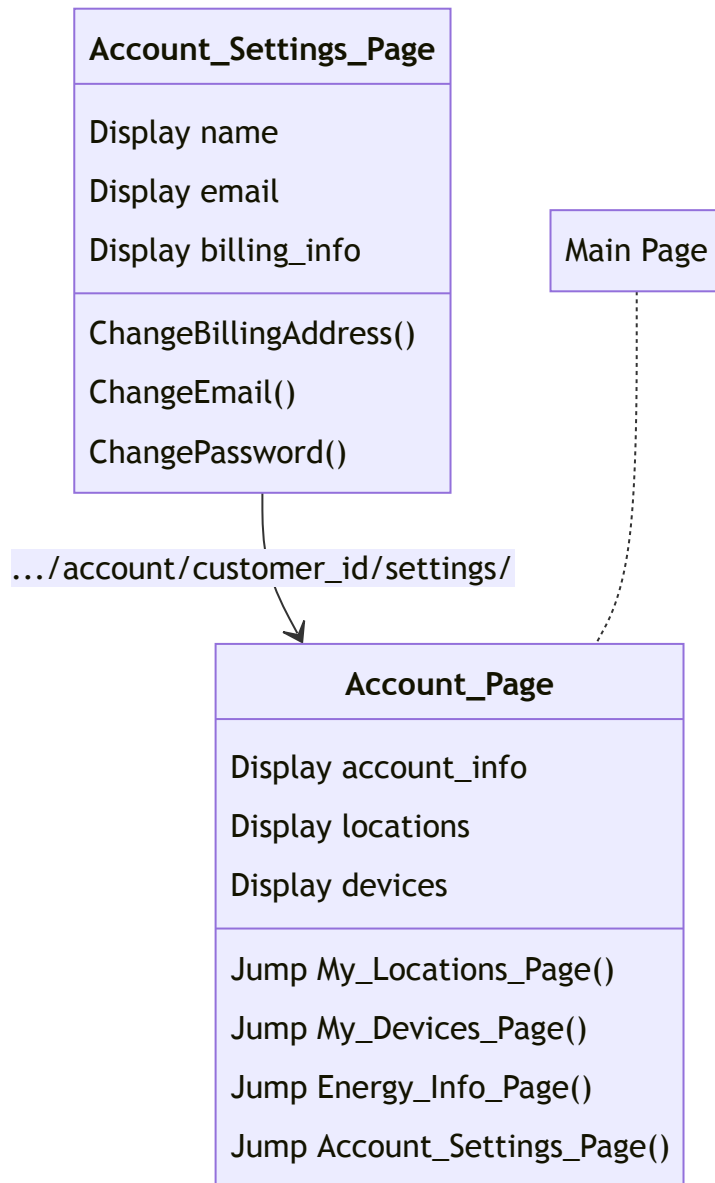 Account_Settings_Page
Display name
Display email
Display billing_info
ChangeBillingAddress()
ChangeEmail()
ChangePassword()
Main Page
.../account/customer_id/settings/
Account_Page
Display account_info
Display locations
Display devices
Jump My_Locations_Page()
Jump My_Devices_Page()
Jump Energy_Info_Page()
Jump Account_Settings_Page()